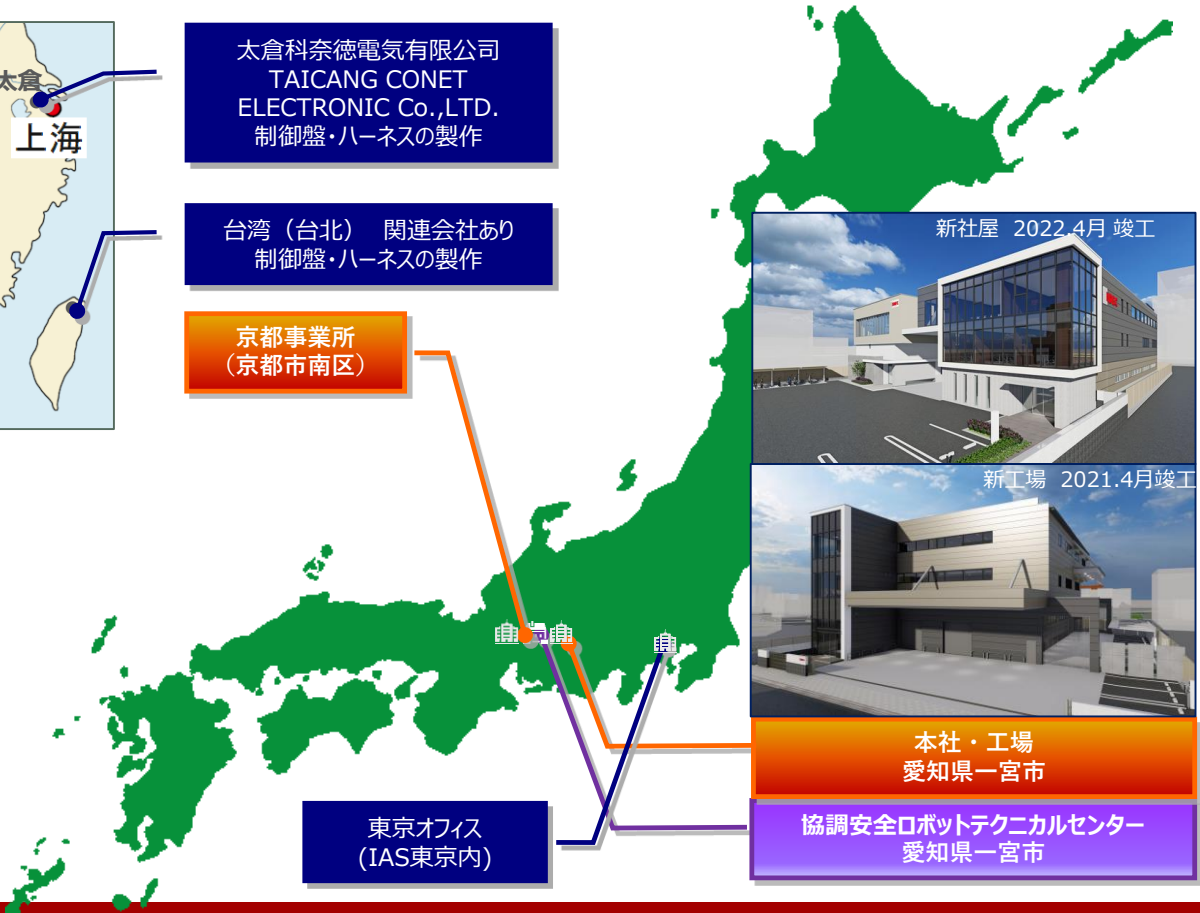 太倉
上海
太倉科奈徳電気有限公司
TAICANG CONET
ELECTRONIC Co.,LTD.
制御盤・ハーネスの製作
台湾（台北）　関連会社あり
制御盤・ハーネスの製作
京都事業所
（京都市南区）
新社屋 2022.4月 竣工
新工場 2021.4月竣工
本社・工場
愛知県一宮市
協調安全ロボットテクニカルセンター
愛知県一宮市
東京オフィス
(IAS東京内)